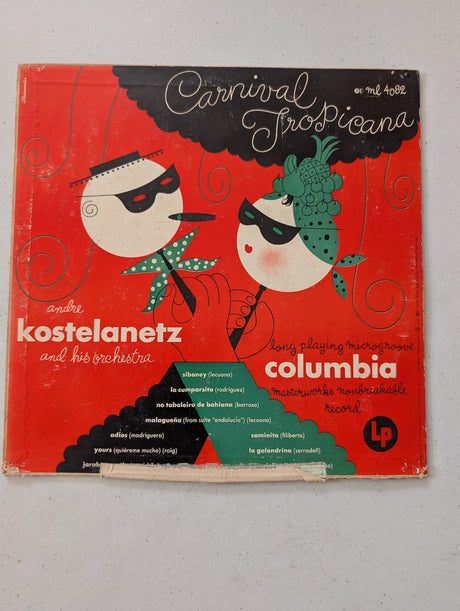 Carnival
Tropicana
ml 4082
andre
kostelanetz
and his orchestra
long playing microgroove
columbia
masterworks nonbreakable
record
Lp
siboney (lecuona)
la cumparsita (rodriguez)
no taboleiro da bahiana (barroso)
malagueña (from suite "andalucia") (lecuona)
adios (madriguera)
caminito (filiberto)
yours (quiéreme mucho) (roig)
la golondrina (serradell)